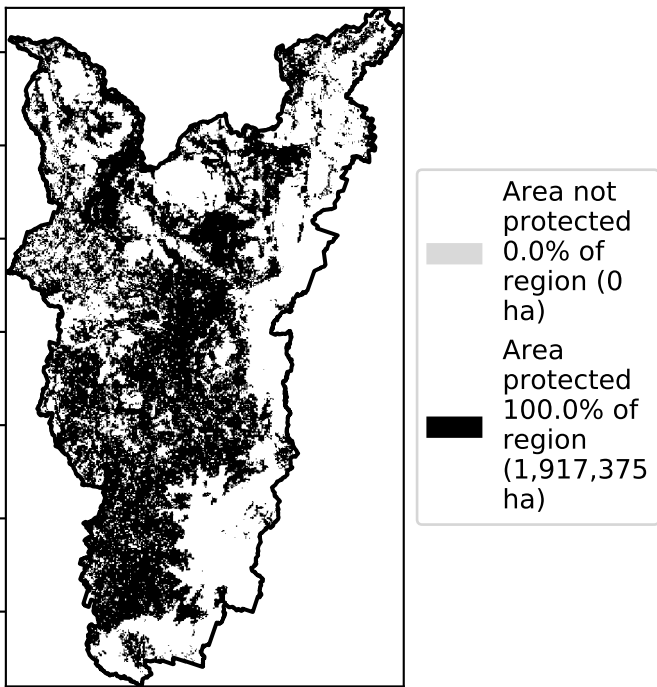 Area not
protected
0.0% of
region (0
ha)
Area
protected
100.0% of
region
(1,917,375
ha)